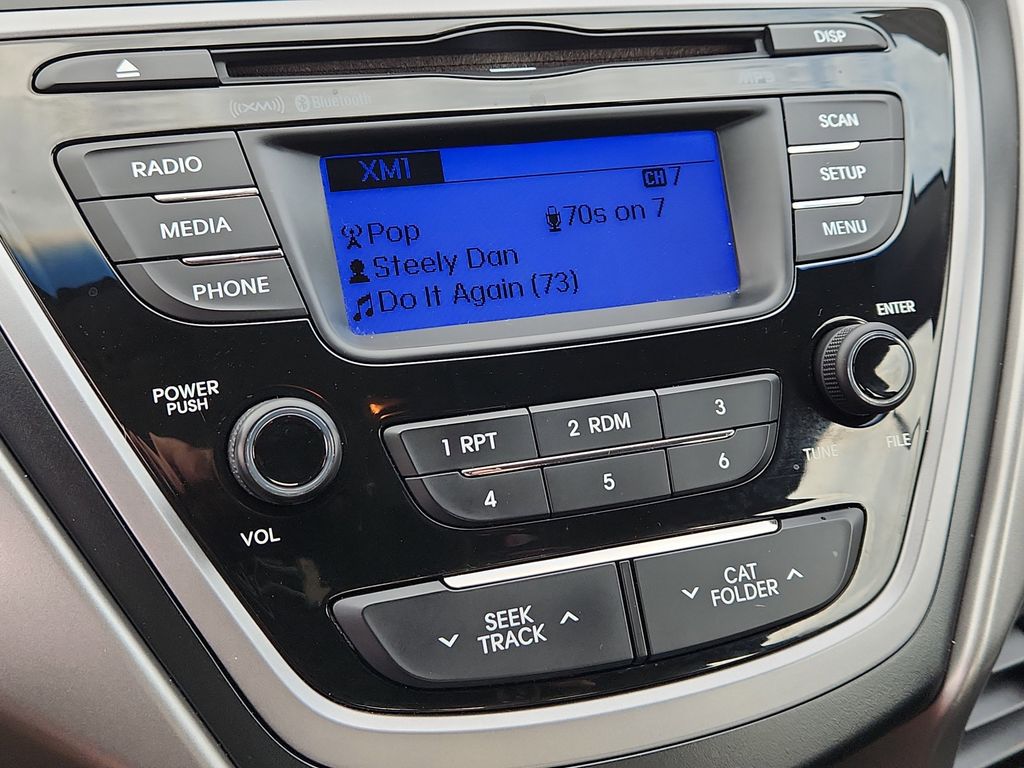 DISP
((XM)) Bluetooth MP3
RADIO
MEDIA
PHONE
XM1
CH 7
Pop 70s on 7
Steely Dan
Do It Again (73)
SCAN
SETUP
MENU
ENTER
POWER
PUSH
VOL
1 RPT 2 RDM 3
4 5 6
TUNE FILE
SEEK
TRACK
CAT
FOLDER